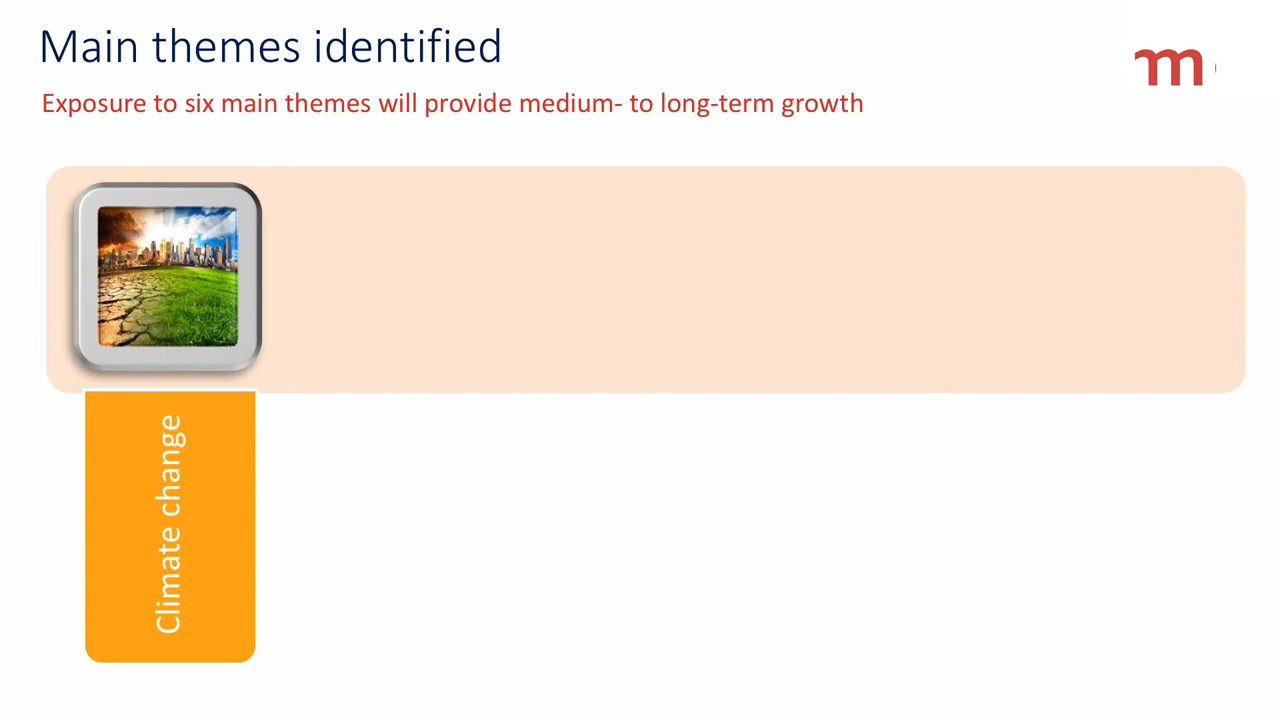 Main themes identified
Exposure to six main themes will provide medium- to long-term growth
m
Climate change